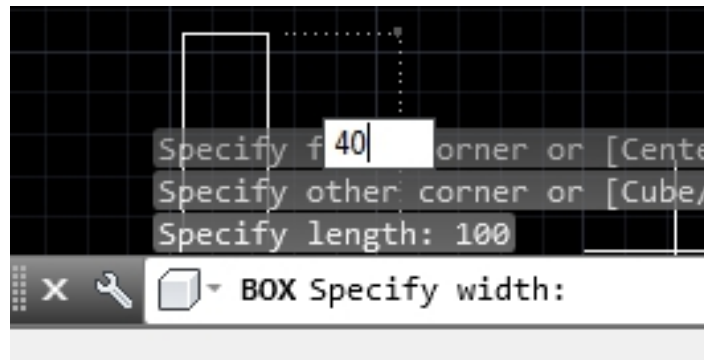 40
Specify f orner or [Cente
Specify other corner or [Cube/
Specify length: 100
BOX Specify width: